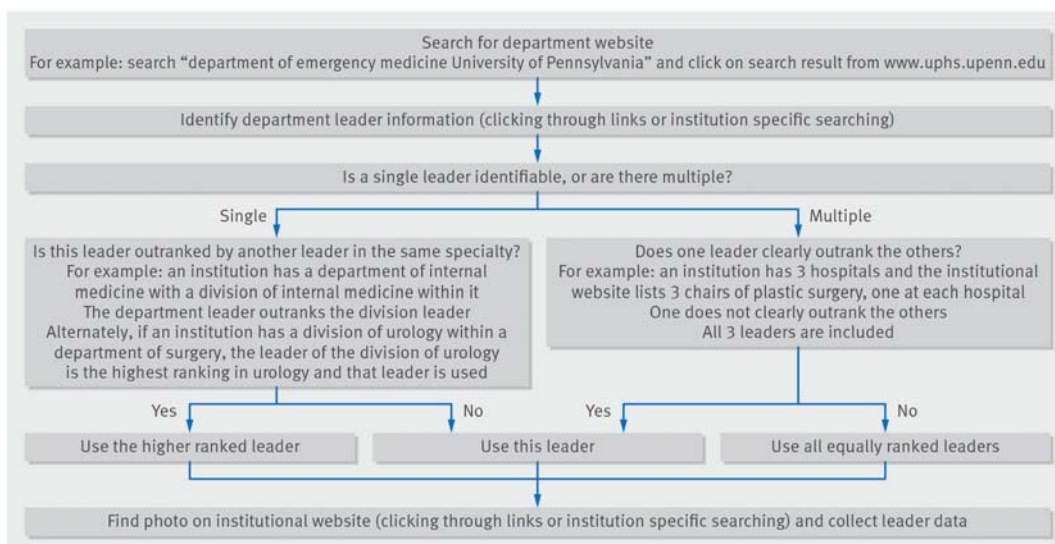 Search for department website
For example: search “department of emergency medicine University of Pennsylvania” and click on search result from www.uphs.upenn.edu
Identify department leader information (clicking through links or institution specific searching)
Is a single leader identifiable, or are there multiple?
Single
Multiple
Is this leader outranked by another leader in the same specialty?
For example: an institution has a department of internal
medicine with a division of internal medicine within it
The department leader outranks the division leader
Alternately, if an institution has a division of urology within a
department of surgery, the leader of the division of urology
is the highest ranking in urology and that leader is used
Does one leader clearly outrank the others?
For example: an institution has 3 hospitals and the institutional
website lists 3 chairs of plastic surgery, one at each hospital
One does not clearly outrank the others
All 3 leaders are included
Yes
No
Yes
No
Use the higher ranked leader
Use this leader
Use all equally ranked leaders
Find photo on institutional website (clicking through links or institution specific searching) and collect leader data